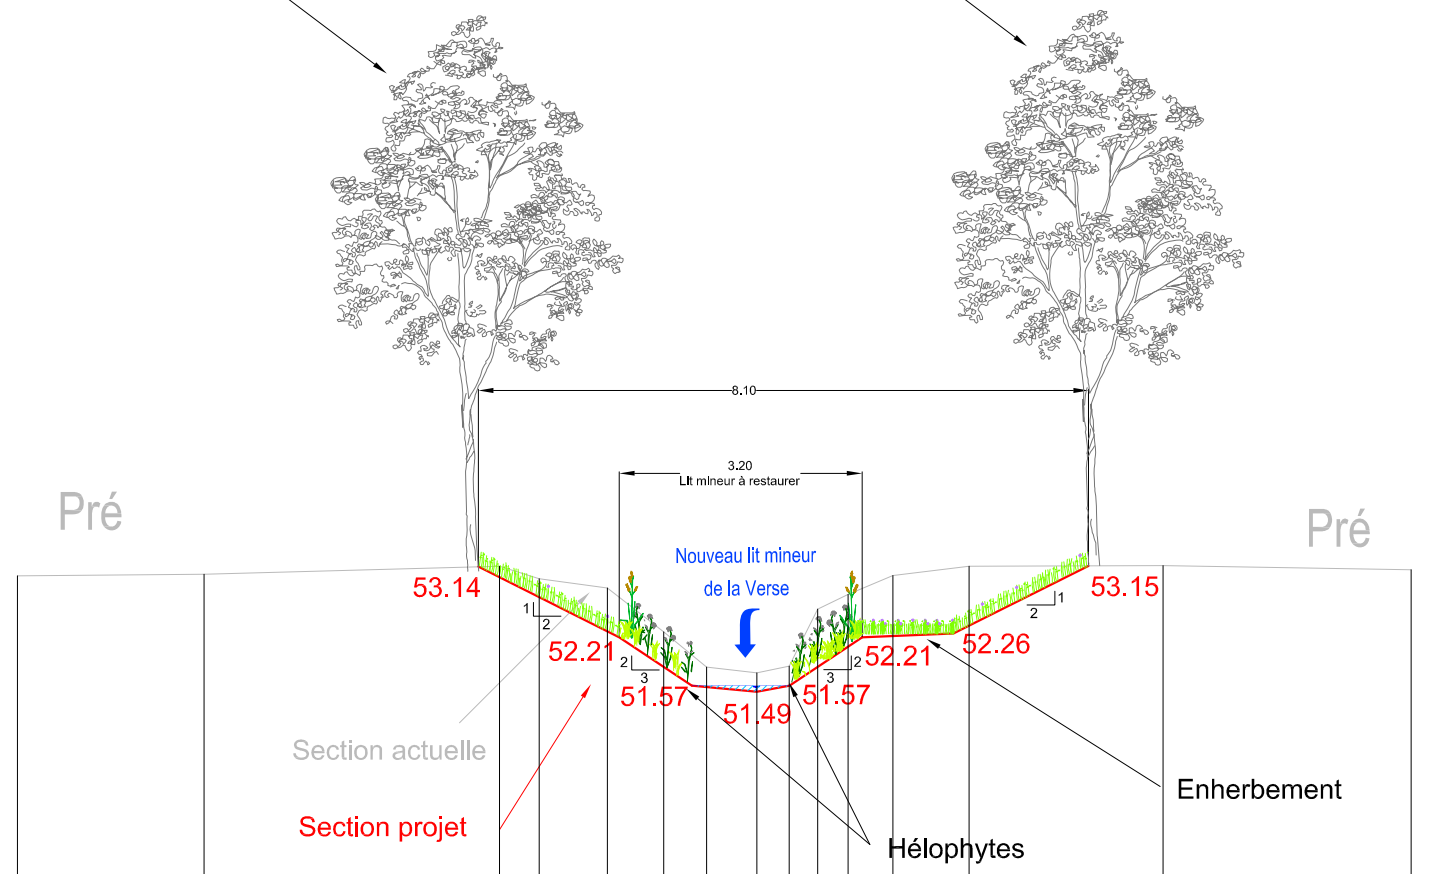 8.10
3.20
Lit mineur à restaurer
Pré
Pré
Nouveau lit mineur
de la Verse
53.14
53.15
1
2
1
2
52.21
52.21
52.26
2
3
2
3
51.57
51.57
51.49
Section actuelle
Section projet
Enherbement
Hélophytes